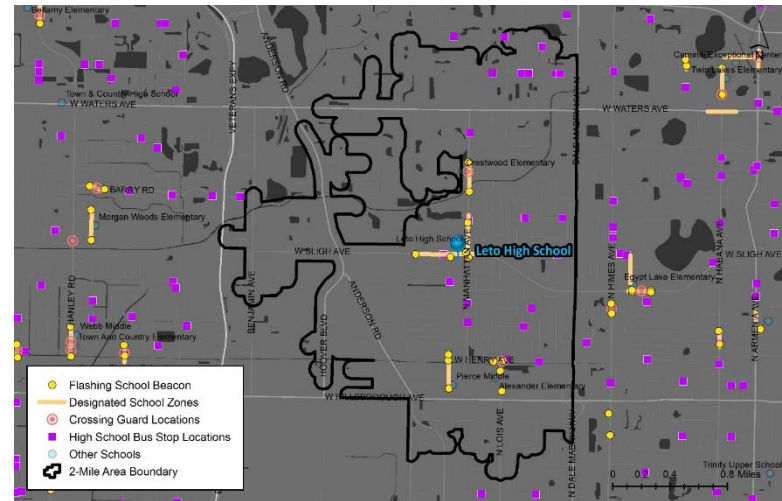 Bellamy Elementary
ANDERSON RD
VETERANS EXPY
Town & County High School
W WATERS AVE
N DALE MABRY HWY
Twin Lakes Elementary
W WATERS AVE
Crestwood Elementary
BARRY RD
Morgan Woods Elementary
Leto High School
Leto High School
W SLIGH AVE
W SLIGH AVE
N MANHATTAN AVE
N HIMES AVE
N HABANA AVE
Egypt Lake Elementary
BENJAMIN AVE
HANLEY RD
ANDERSON RD
HOOVER BLVD
N ARMENIA AVE
Webb Middle
Town And Country Elementary
W HENRY AVE
Pierce Middle
Alexander Elementary
W HILLSBOROUGH AVE
N LOIS AVE
N DALE MABRY HWY
Trinity Upper School
Flashing School Beacon
Designated School Zones
Crossing Guard Locations
High School Bus Stop Locations
Other Schools
2-Mile Area Boundary
0 0.2 0.4 0.8 Miles